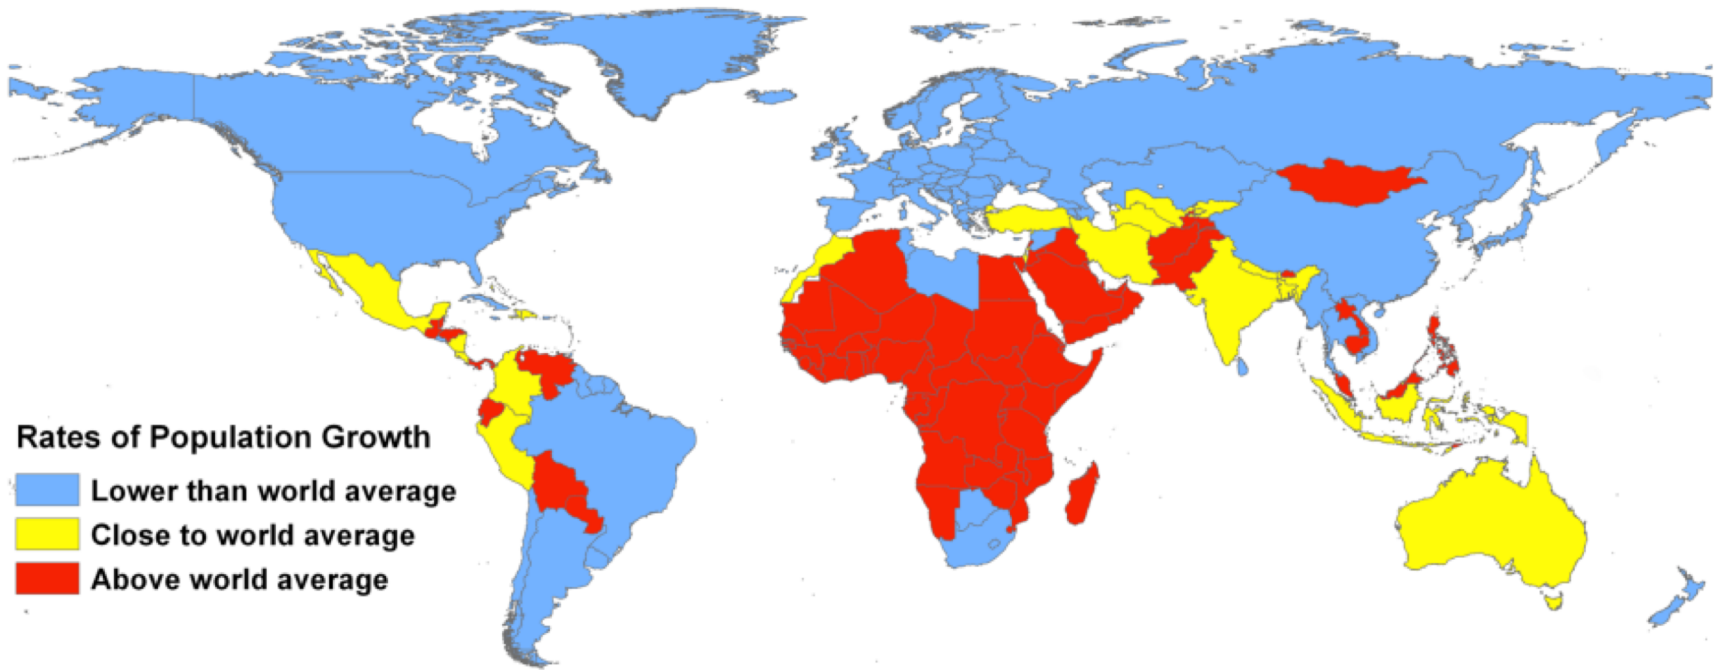 Rates of Population Growth
Lower than world average
Close to world average
Above world average